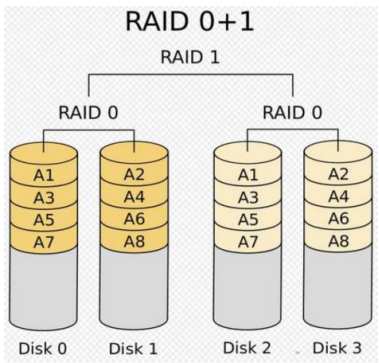 RAID 0+1
RAID 1
RAID 0 RAID 0
A1 A2 A1 A2
A3 A4 A3 A4
A5 A6 A5 A6
A7 A8 A7 A8
Disk 0 Disk 1 Disk 2 Disk 3